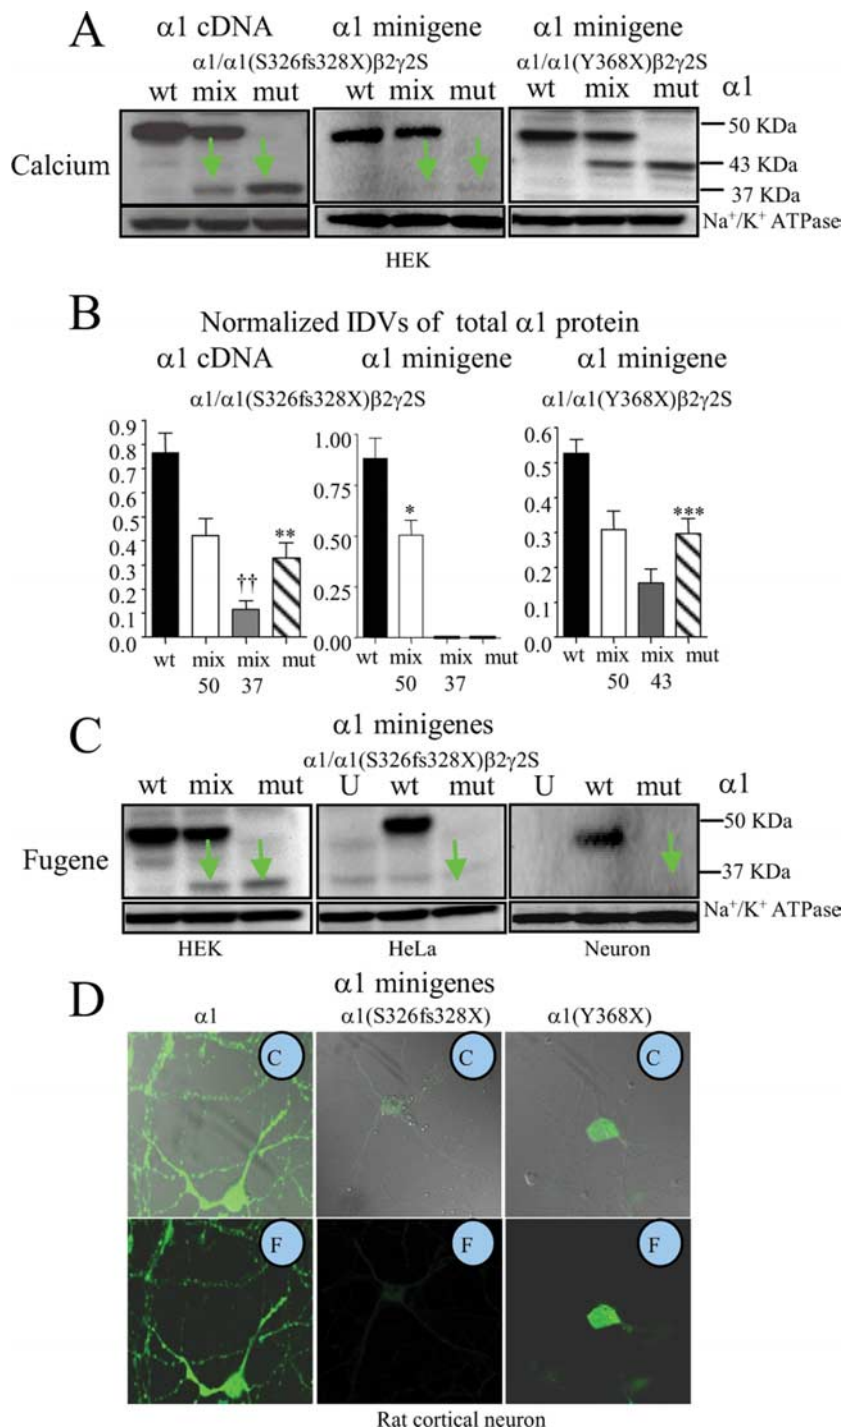 A
α1 cDNA α1 minigene α1 minigene
α1/α1(S326fs328X)β2γ2S α1/α1(Y368X)β2γ2S
wt mix mut wt mix mut wt mix mut α1
50 KDa
Calcium
43 KDa
37 KDa
Na⁺/K⁺ ATPase
HEK
B
Normalized IDVs of total α1 protein
α1 cDNA α1 minigene α1 minigene
α1/α1(S326fs328X)β2γ2S α1/α1(Y368X)β2γ2S
0.9
0.8
0.7
0.6
0.5
0.4
0.3
0.2
0.1
0.0
††
**
wt mix mix mut
50 37
1.00
0.75
0.50
0.25
0.00
*
wt mix mix mut
50 37
0.6
0.5
0.4
0.3
0.2
0.1
0.0
***
wt mix mix mut
50 43
C
α1 minigenes
α1/α1(S326fs328X)β2γ2S
wt mix mut U wt mut U wt mut α1
50 KDa
Fugene
37 KDa
Na⁺/K⁺ ATPase
HEK HeLa Neuron
D
α1 minigenes
α1 α1(S326fs328X) α1(Y368X)
C C C
F F F
Rat cortical neuron